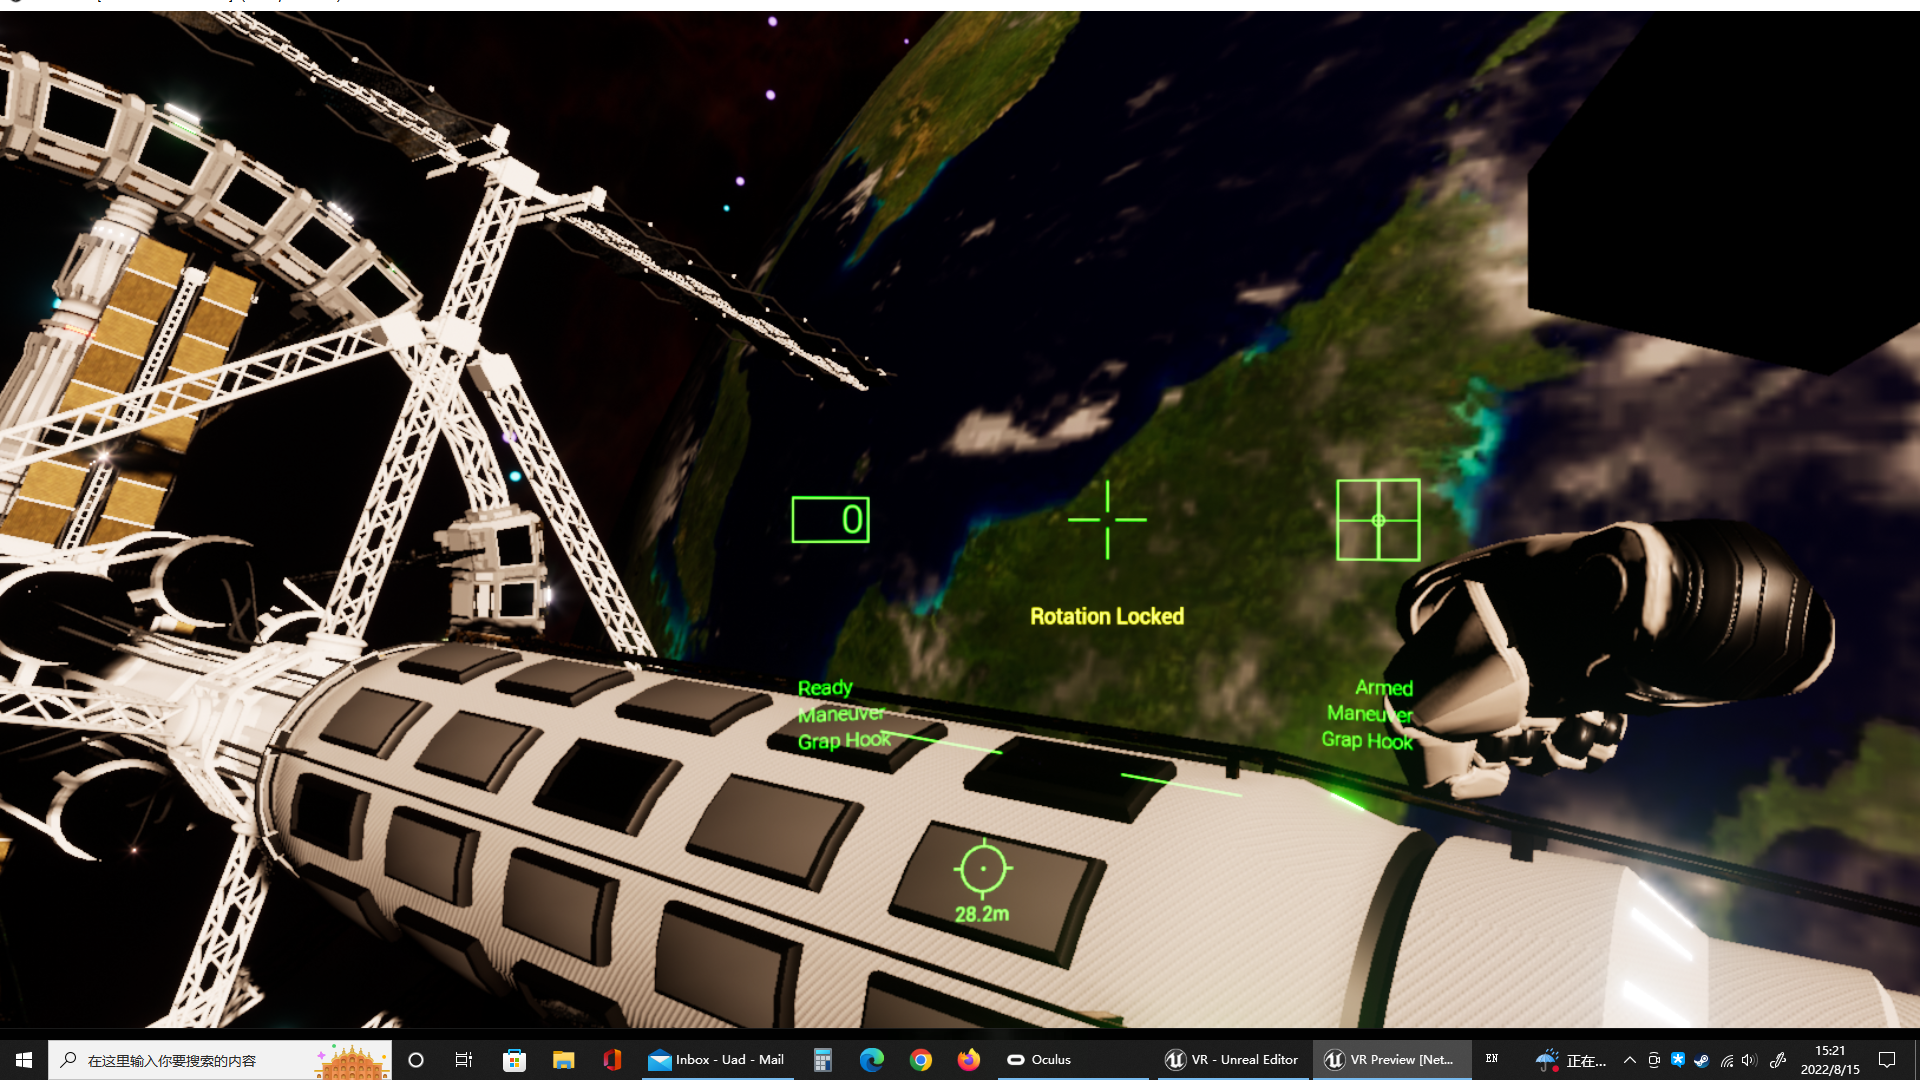 0
Rotation Locked
Ready
Maneuver
Grap Hook
Armed
Maneuver
Grap Hook
28.2m
在这里输入你要搜索的内容
Inbox - Uad - Mail
Oculus
VR - Unreal Editor
VR Preview [Net...
EN
正在...
15:21
2022/8/15